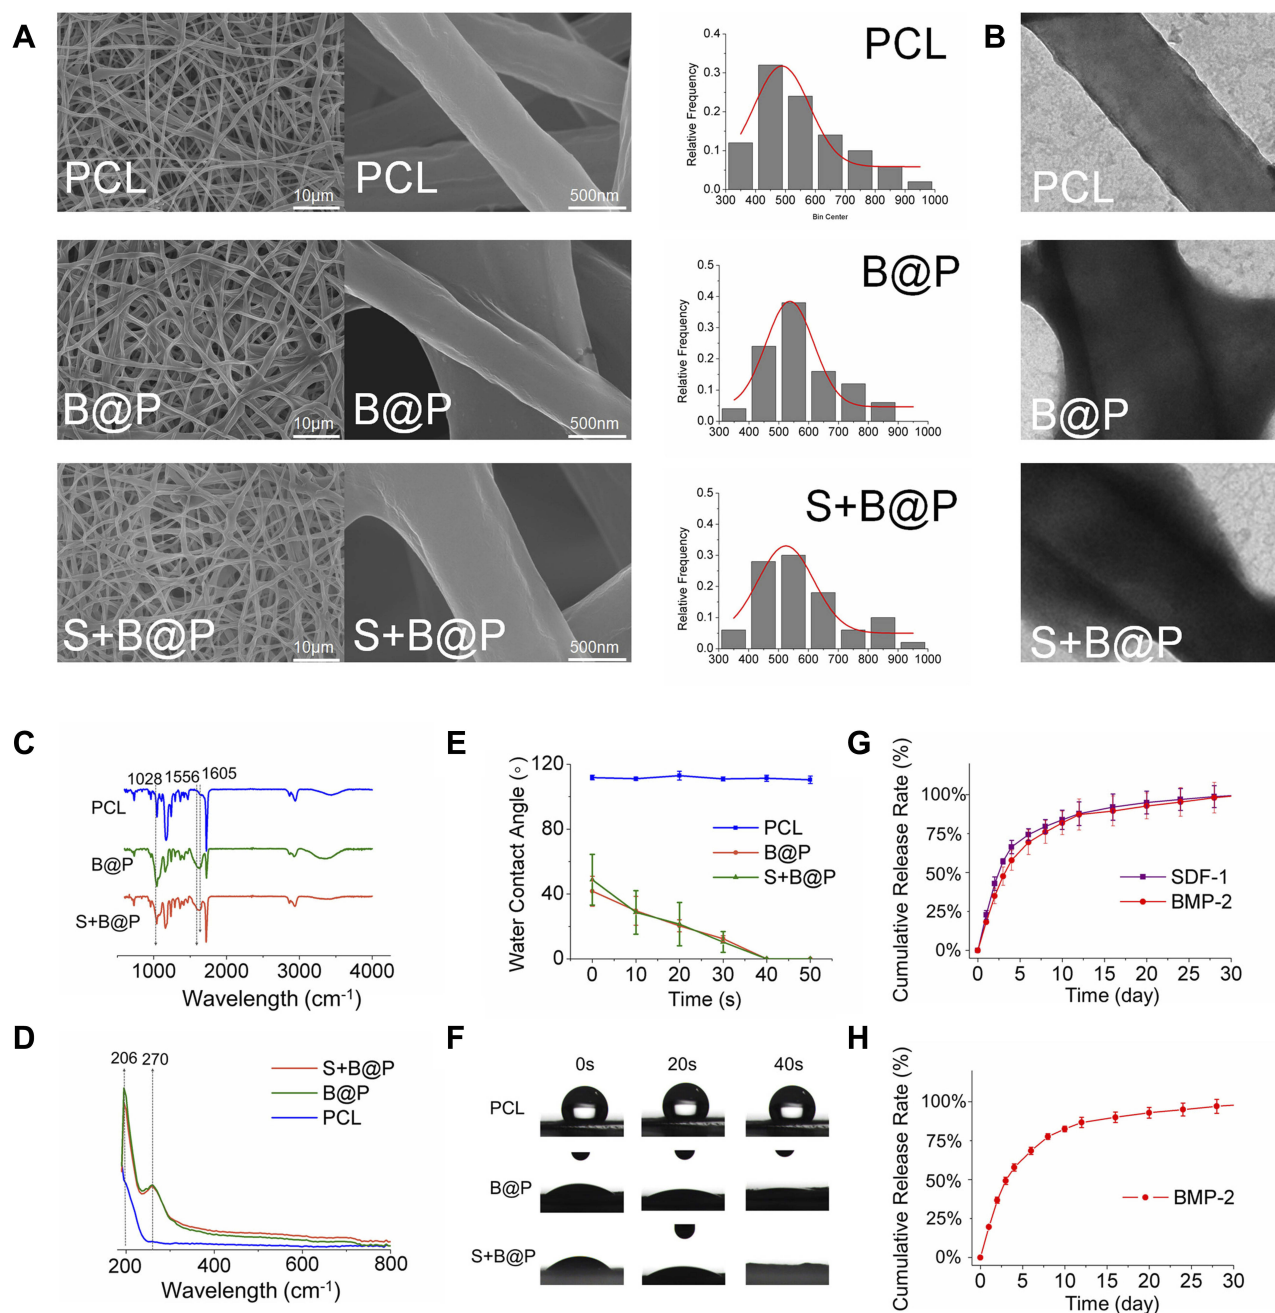 A
PCL
10μm
PCL
500nm
0.4
0.3
0.2
0.1
0.0
Relative Frequency
PCL
300 400 500 600 700 800 900 1000
Bin Center
B
PCL
B@P
10μm
B@P
500nm
0.5
0.4
0.3
0.2
0.1
0.0
Relative Frequency
B@P
300 400 500 600 700 800 900 1000
B@P
S+B@P
10μm
S+B@P
500nm
0.5
0.4
0.3
0.2
0.1
0.0
Relative Frequency
S+B@P
300 400 500 600 700 800 900 1000
S+B@P
C
1028 1556 1605
PCL
B@P
S+B@P
1000 2000 3000 4000
Wavelength (cm-1)
D
206 270
S+B@P
B@P
PCL
200 400 600 800
Wavelength (cm-1)
E
Water Contact Angle (°)
120
80
40
0
PCL
B@P
S+B@P
0 10 20 30 40 50
Time (s)
F
0s 20s 40s
PCL
B@P
S+B@P
G
Cumulative Release Rate (%)
100%
75%
50%
25%
0%
SDF-1
BMP-2
0 5 10 15 20 25 30
Time (day)
H
Cumulative Release Rate (%)
100%
75%
50%
25%
0%
BMP-2
0 5 10 15 20 25 30
Time (day)